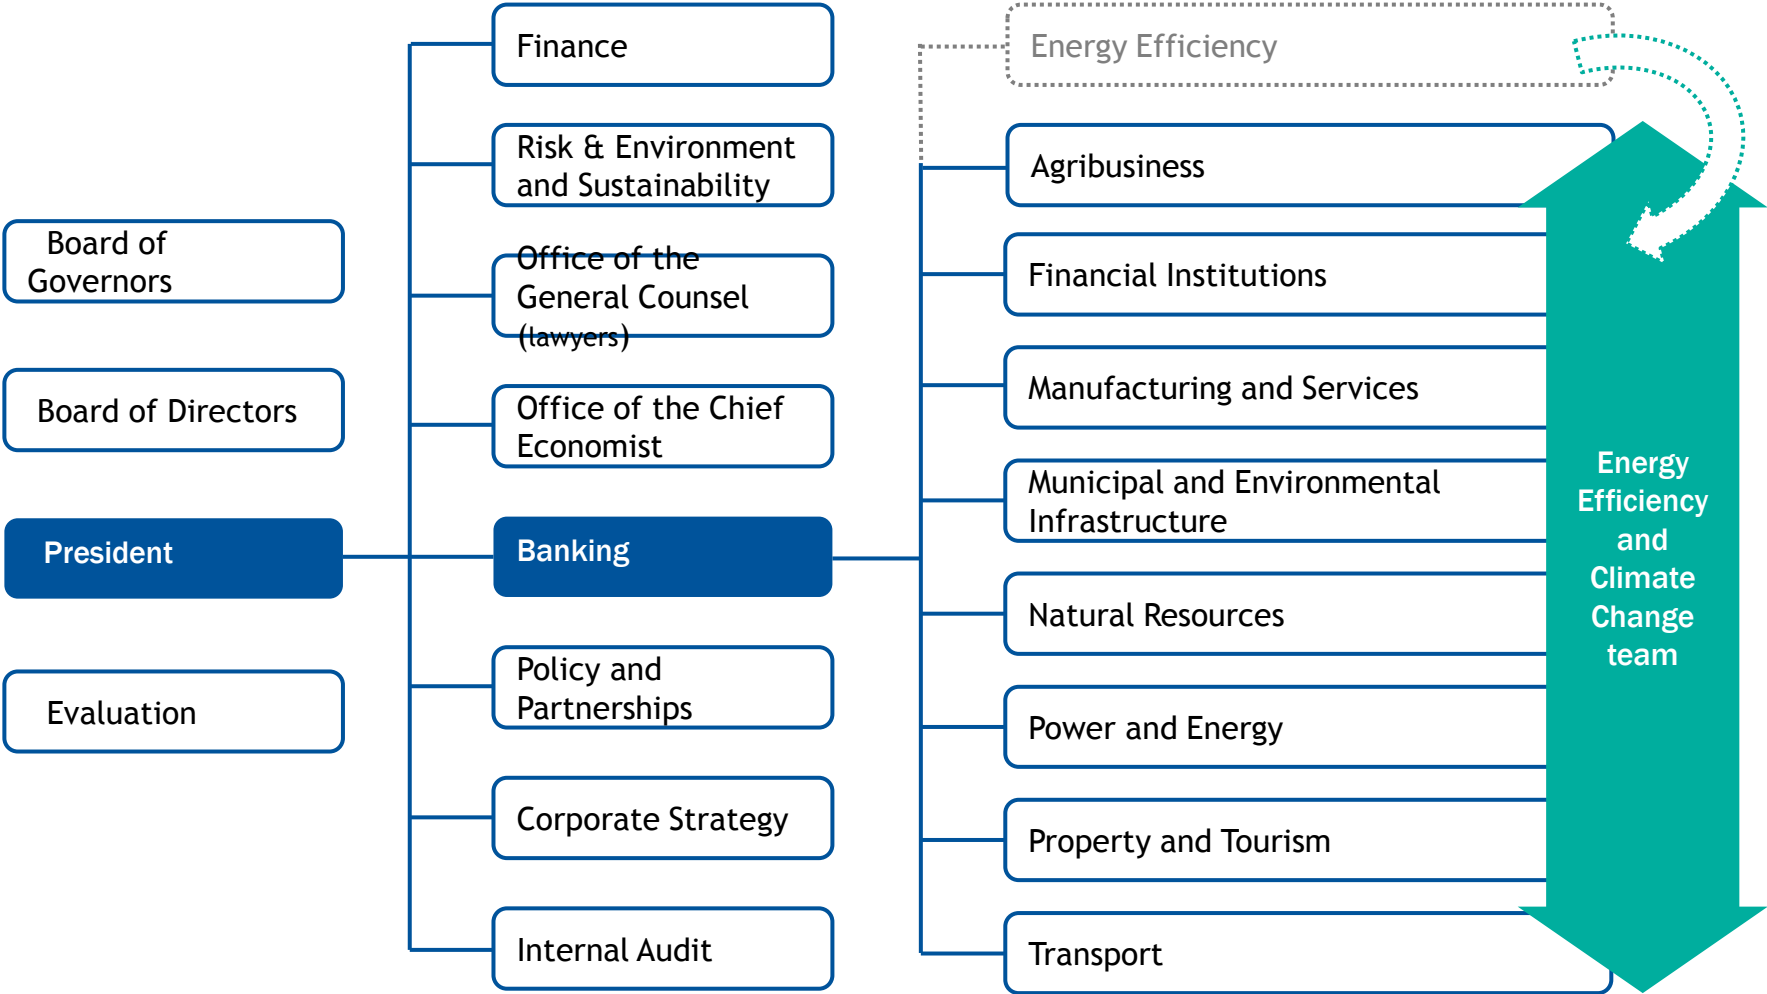 Board of
Governors
Board of Directors
President
Evaluation
Finance
Risk & Environment
and Sustainability
Office of the
General Counsel
(lawyers)
Office of the Chief
Economist
Banking
Policy and
Partnerships
Corporate Strategy
Internal Audit
Energy Efficiency
Agribusiness
Financial Institutions
Manufacturing and Services
Municipal and Environmental
Infrastructure
Natural Resources
Power and Energy
Property and Tourism
Transport
Energy
Efficiency
and
Climate
Change
team